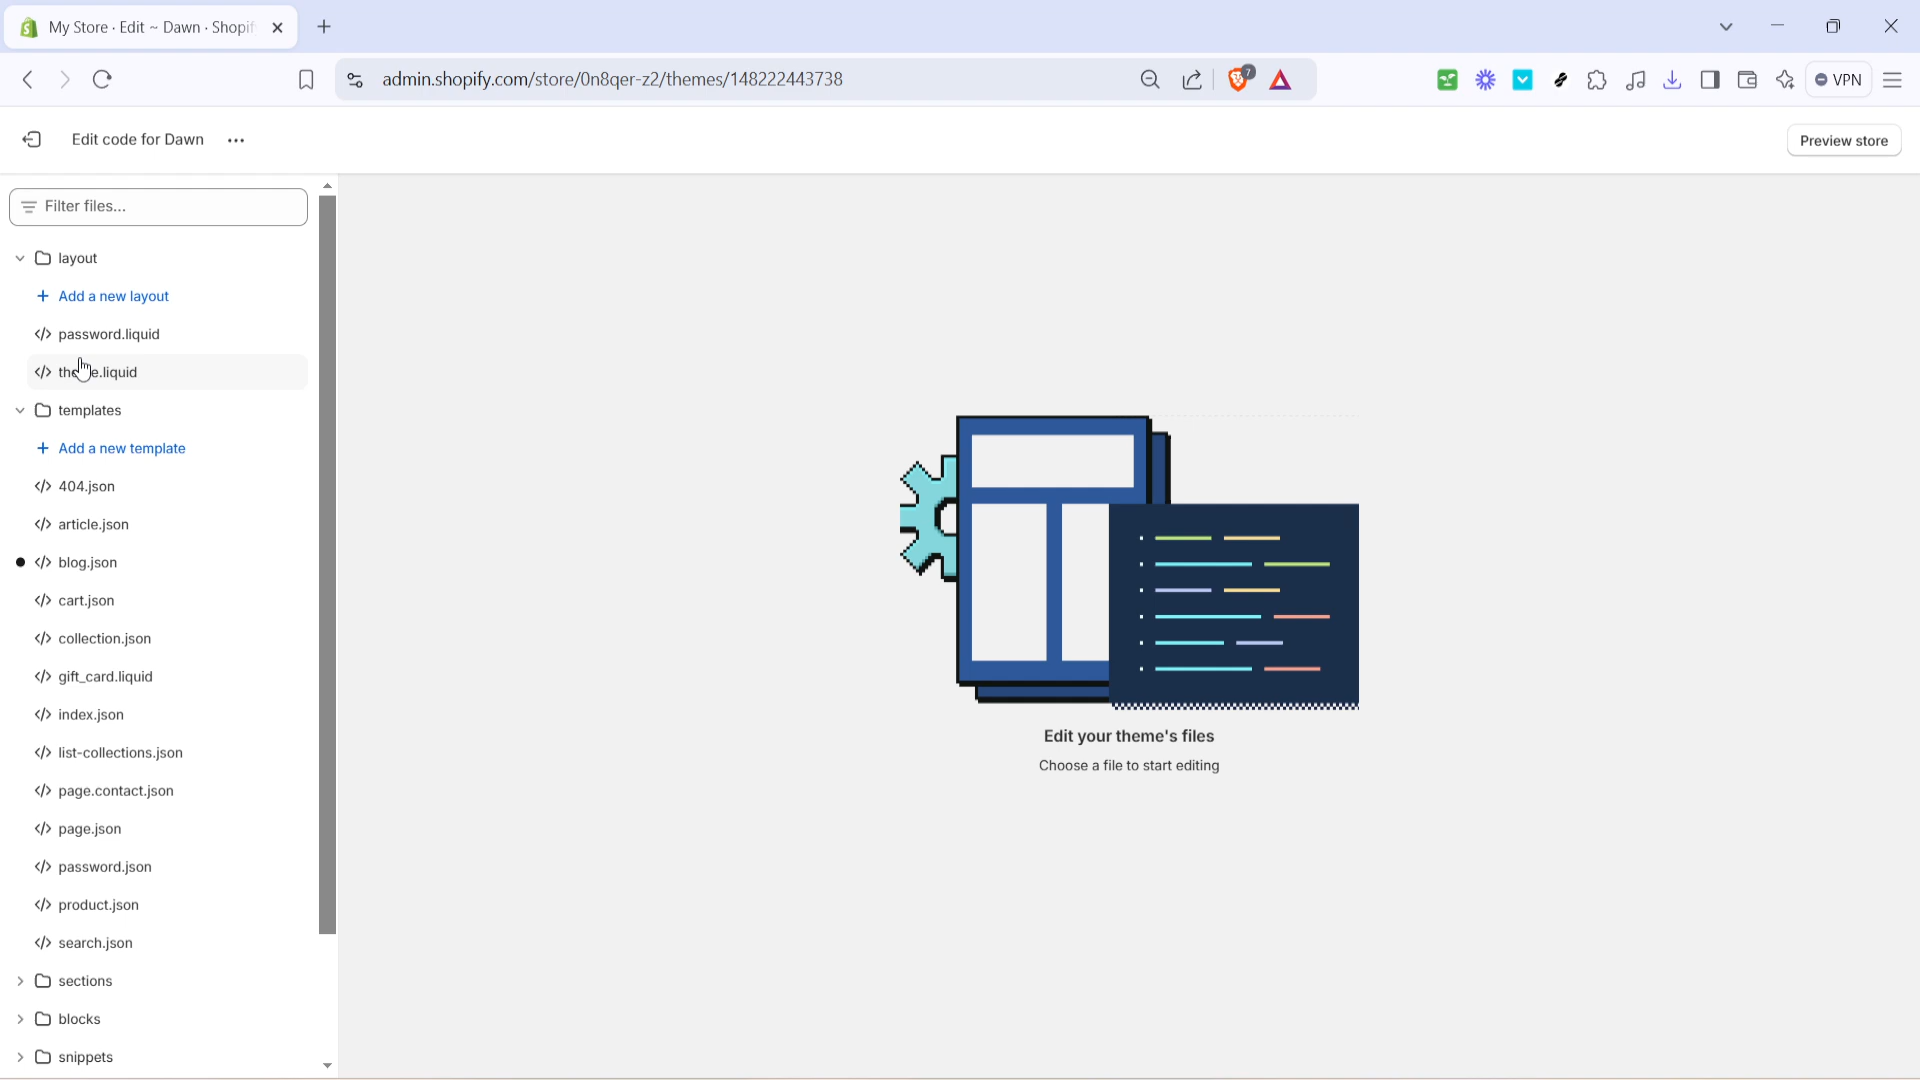 My Store · Edit ~ Dawn · Shopif
admin.shopify.com/store/0n8qer-z2/themes/148222443738
7
VPN
Edit code for Dawn
Preview store
Filter files...
layout
Add a new layout
password.liquid
theme.liquid
templates
Add a new template
404.json
article.json
blog.json
cart.json
collection.json
gift_card.liquid
index.json
list-collections.json
page.contact.json
page.json
password.json
product.json
search.json
sections
blocks
snippets
Edit your theme's files
Choose a file to start editing